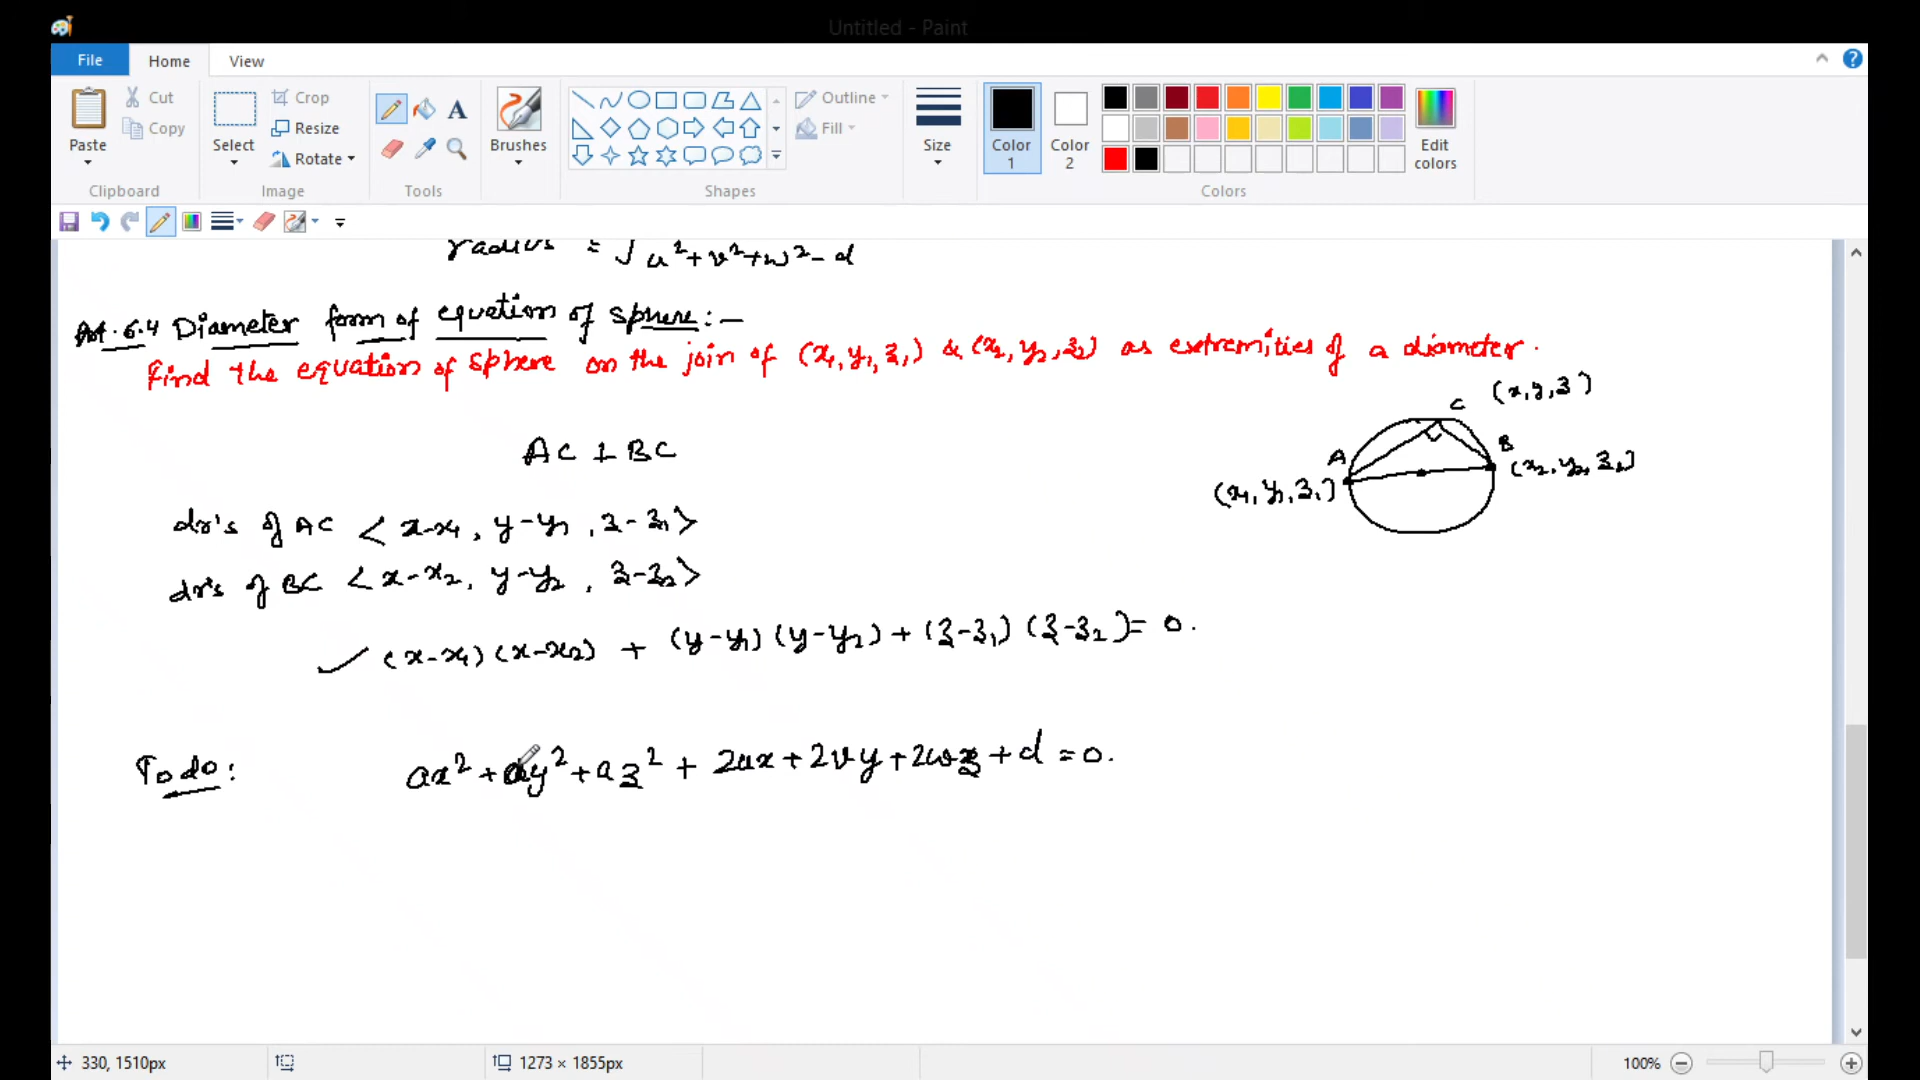 Untitled - Paint
File Home View
Cut
Copy
Paste
Clipboard
Crop
Resize
Rotate
Select
Image
Tools
Brushes
Shapes
Outline
Fill
Size
Color 1
Color 2
Edit colors
Colors
radius = √u²+v²+w²-d
Art. 6.4 Diameter form of equation of sphere:-
Find the equation of sphere on the join of (x₁, y₁, z₁) & (x₂, y₂, z₂) as extremities of a diameter.
C (x, y, z)
AC ⊥ BC
A
B
(x₂, y₂, z₂)
(x₁, y₁, z₁)
dr's of AC < x-x₁, y-y₁, z-z₁>
dr's of BC < x-x₂, y-y₂, z-z₂>
✓ (x-x₁)(x-x₂) + (y-y₁)(y-y₂)+(z-z₁)(z-z₂)=0.
To do: ax²+ay²+az²+2ux+2vy+2wz+d=0.
330, 1510px
1273 × 1855px
100%